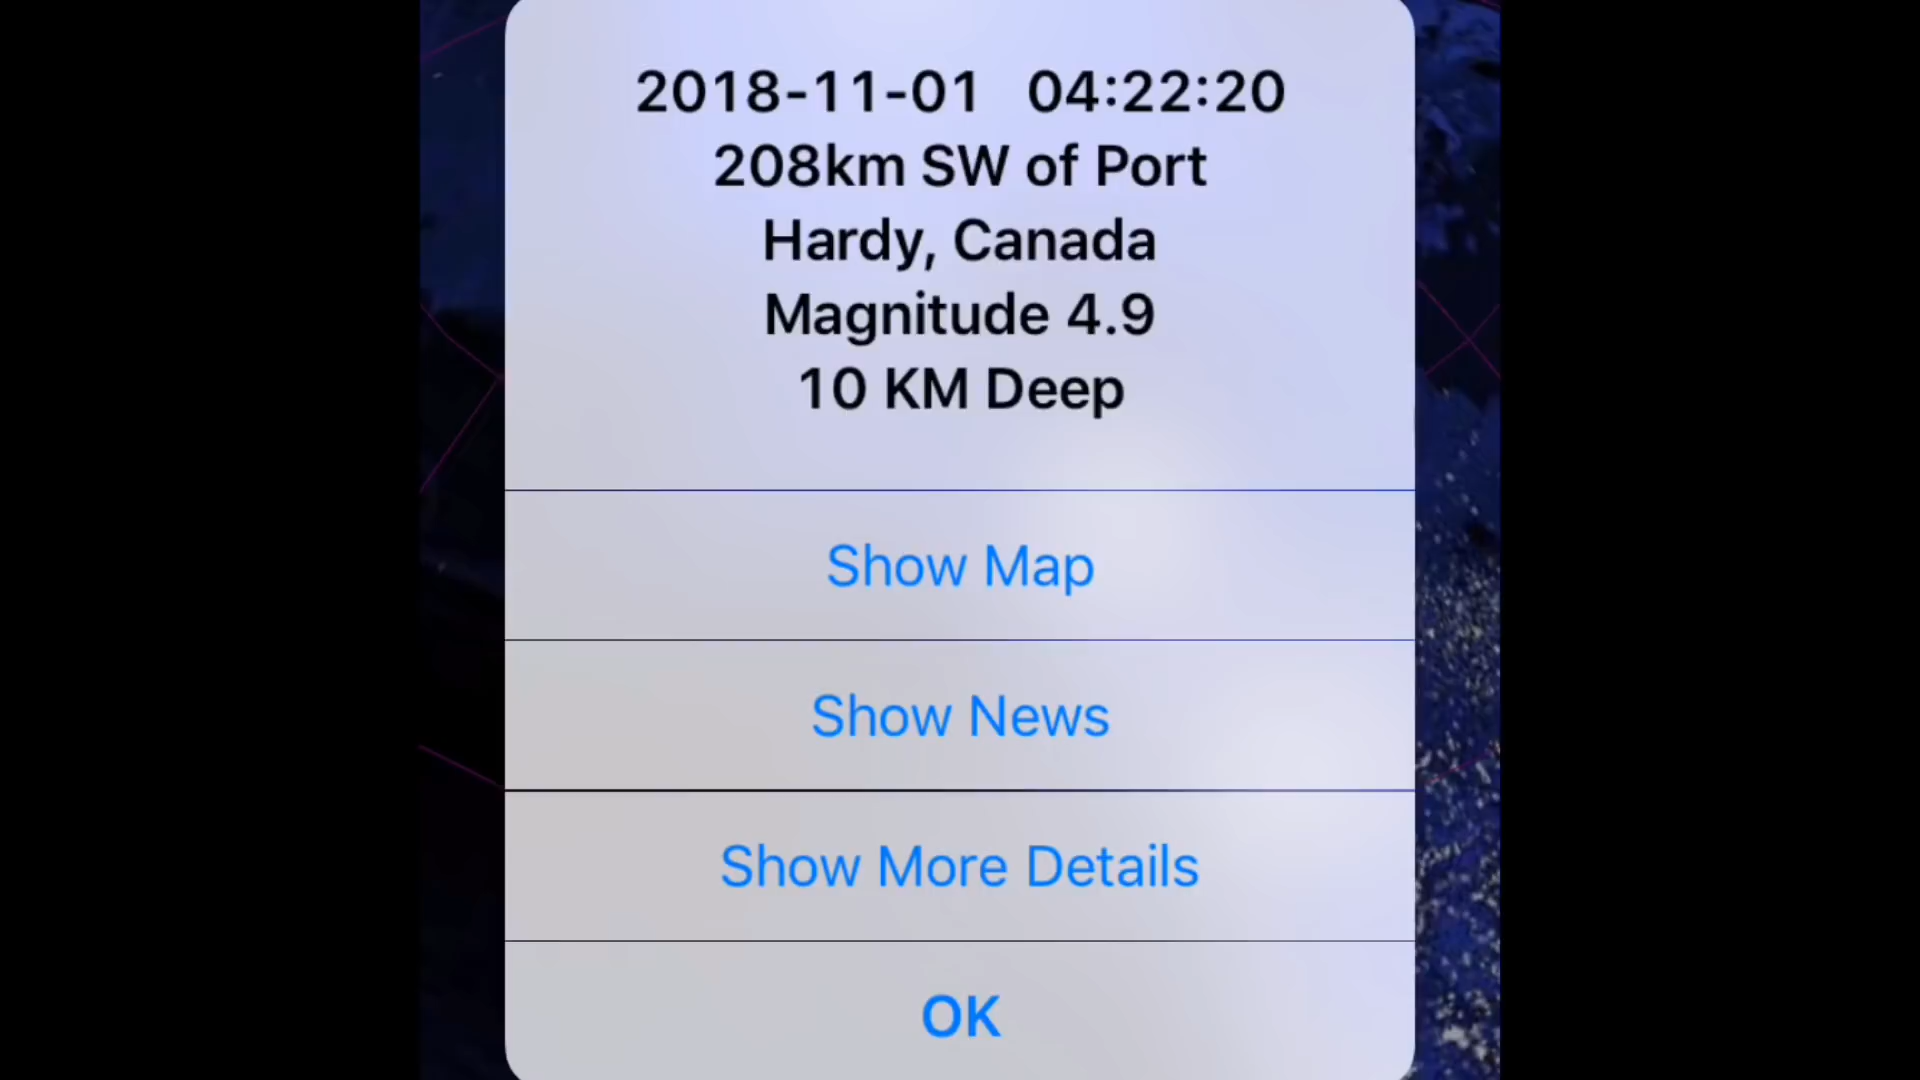 2018-11-01 04:22:20
208km SW of Port
Hardy, Canada
Magnitude 4.9
10 KM Deep
Show Map
Show News
Show More Details
OK